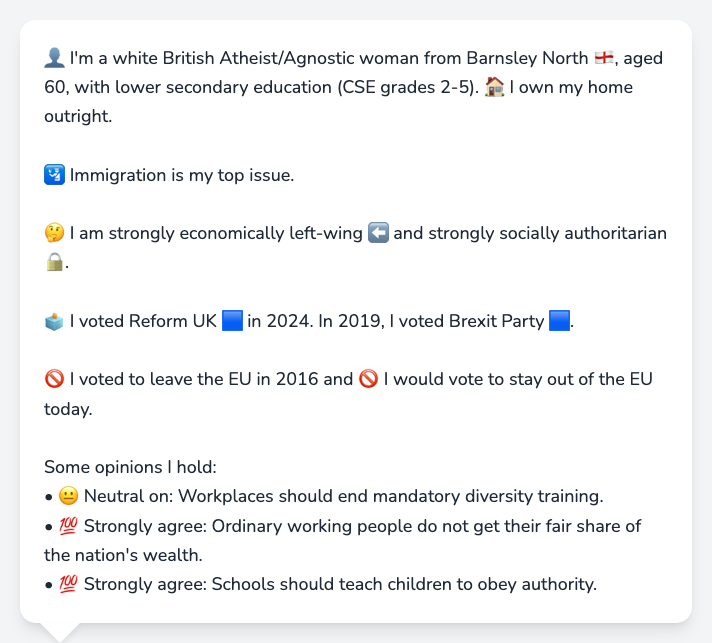 👤 I'm a white British Atheist/Agnostic woman from Barnsley North 🏴󠁧󠁢󠁥󠁮󠁧󠁿, aged
60, with lower secondary education (CSE grades 2-5). 🏠 I own my home
outright.
🛂 Immigration is my top issue.
🤔 I am strongly economically left-wing ⬅️ and strongly socially authoritarian
🔒.
🗳️ I voted Reform UK 🟦 in 2024. In 2019, I voted Brexit Party 🟦.
🚫 I voted to leave the EU in 2016 and 🚫 I would vote to stay out of the EU
today.
Some opinions I hold:
• 😐 Neutral on: Workplaces should end mandatory diversity training.
• 💯 Strongly agree: Ordinary working people do not get their fair share of
the nation's wealth.
• 💯 Strongly agree: Schools should teach children to obey authority.